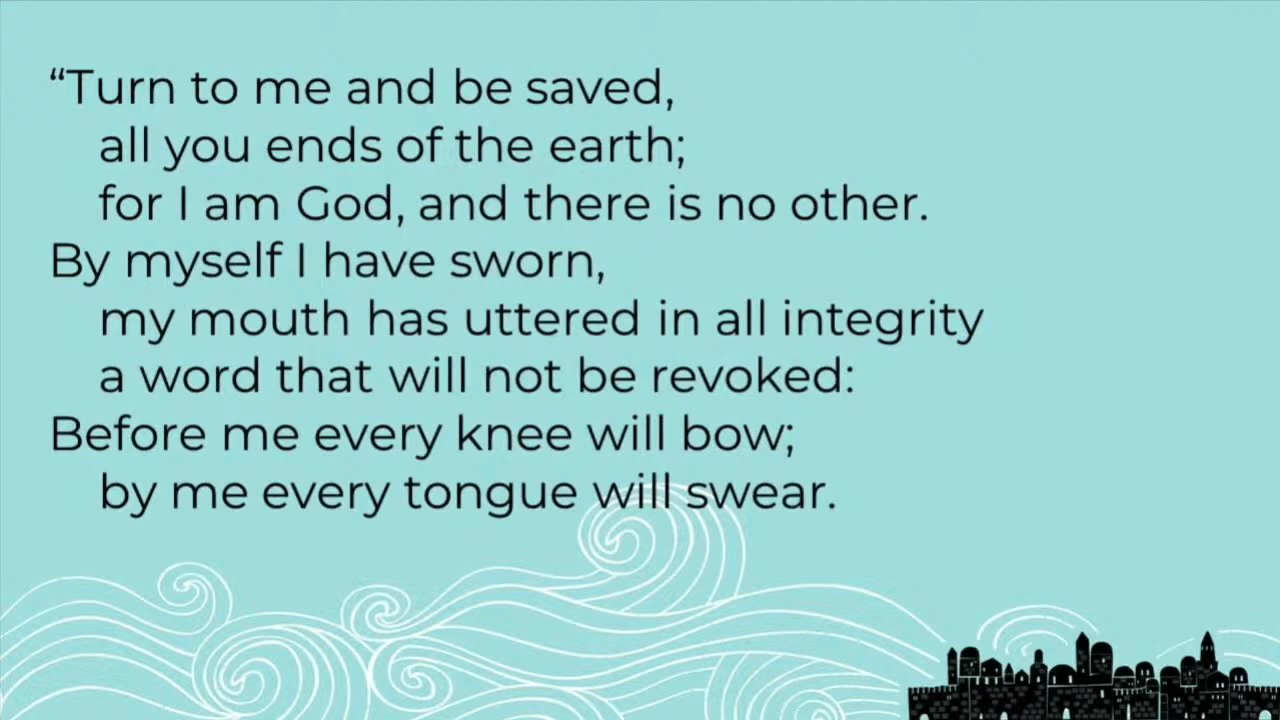 “Turn to me and be saved,
all you ends of the earth;
for I am God, and there is no other.
By myself I have sworn,
my mouth has uttered in all integrity
a word that will not be revoked:
Before me every knee will bow;
by me every tongue will swear.